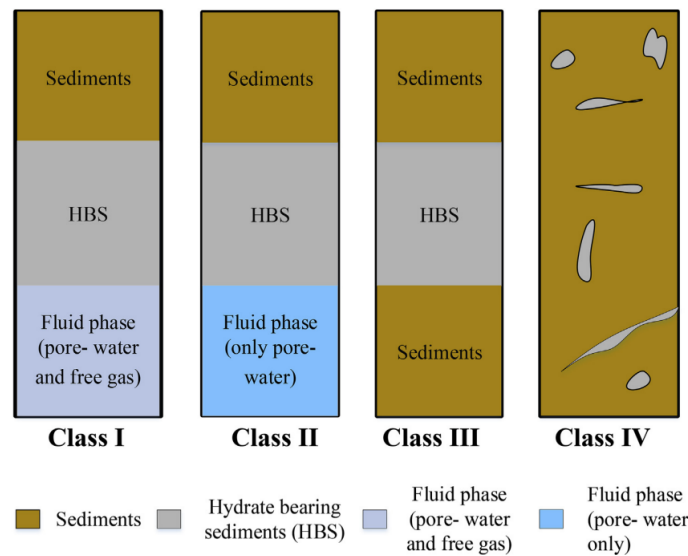 Sediments
HBS
Fluid phase
(pore- water
and free gas)
Class I
Sediments
HBS
Fluid phase
(only pore-
water)
Class II
Sediments
HBS
Sediments
Class III
Class IV
Sediments
Hydrate bearing
sediments (HBS)
Fluid phase
(pore- water
and free gas)
Fluid phase
(pore- water
only)